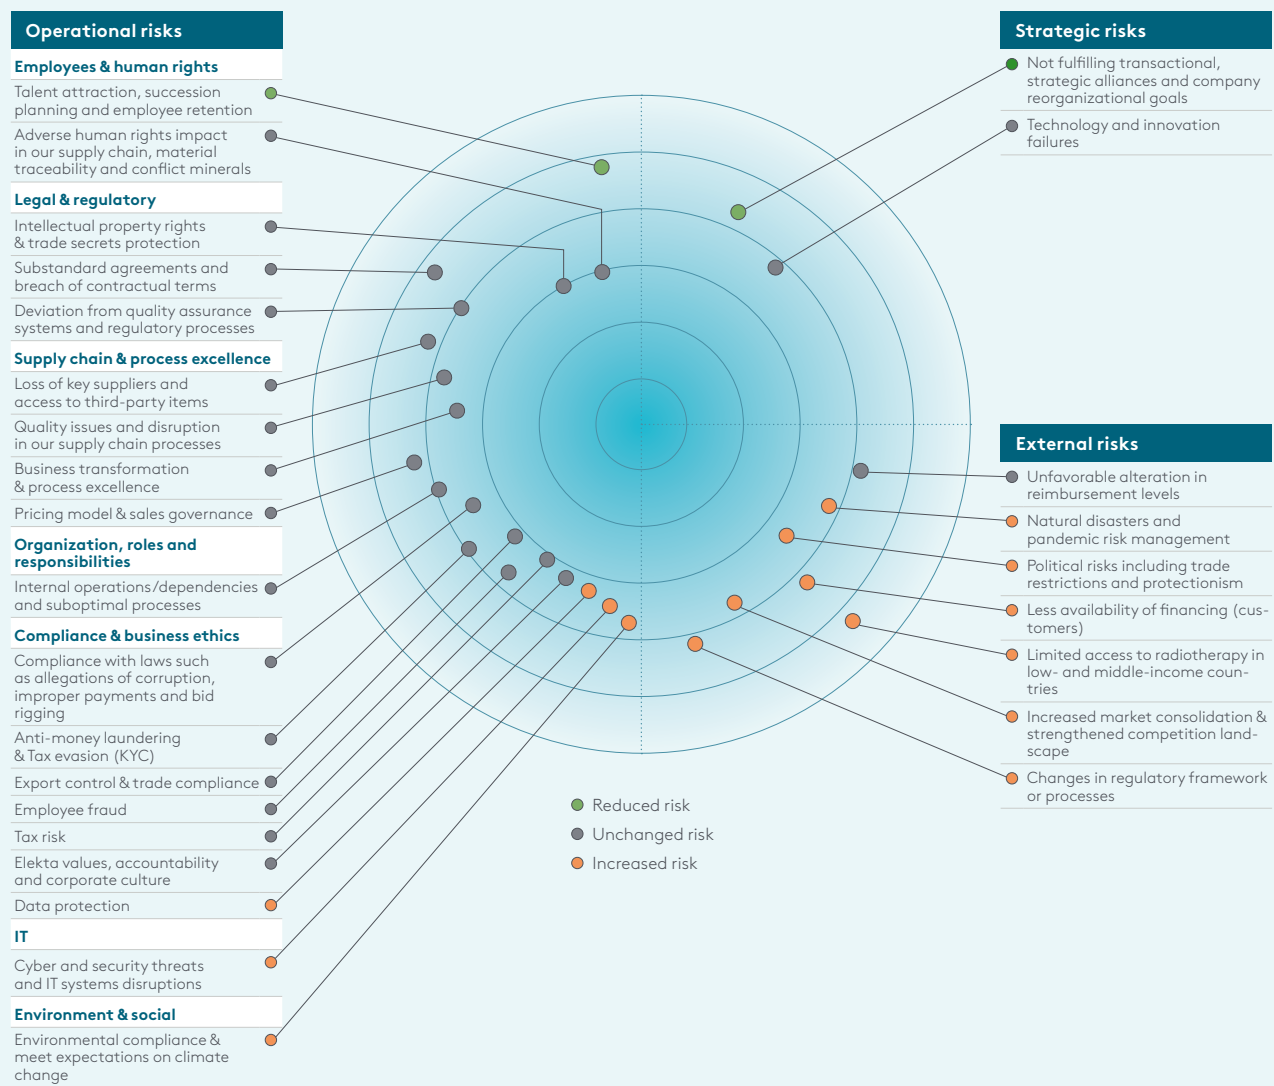 Operational risks
Employees & human rights
Talent attraction, succession
planning and employee retention
Adverse human rights impact
in our supply chain, material
traceability and conflict minerals
Legal & regulatory
Intellectual property rights
& trade secrets protection
Substandard agreements and
breach of contractual terms
Deviation from quality assurance
systems and regulatory processes
Supply chain & process excellence
Loss of key suppliers and
access to third-party items
Quality issues and disruption
in our supply chain processes
Business transformation
& process excellence
Pricing model & sales governance
Organization, roles and
responsibilities
Internal operations/dependencies
and suboptimal processes
Compliance & business ethics
Compliance with laws such
as allegations of corruption,
improper payments and bid
rigging
Anti-money laundering
& Tax evasion (KYC)
Export control & trade compliance
Employee fraud
Tax risk
Elekta values, accountability
and corporate culture
Data protection
IT
Cyber and security threats
and IT systems disruptions
Environment & social
Environmental compliance &
meet expectations on climate
change
Reduced risk
Unchanged risk
Increased risk
Strategic risks
Not fulfilling transactional,
strategic alliances and company
reorganizational goals
Technology and innovation
failures
External risks
Unfavorable alteration in
reimbursement levels
Natural disasters and
pandemic risk management
Political risks including trade
restrictions and protectionism
Less availability of financing (cus-
tomers)
Limited access to radiotherapy in
low- and middle-income coun-
tries
Increased market consolidation &
strengthened competition land-
scape
Changes in regulatory framework
or processes